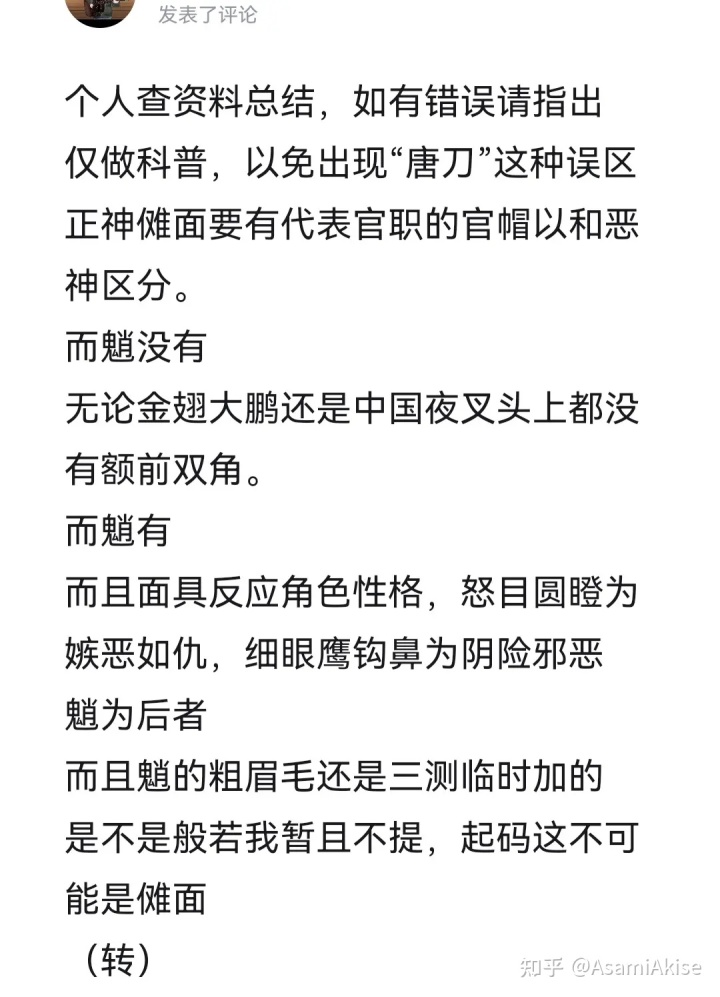 发表了评论
个人查资料总结，如有错误请指出
仅做科普，以免出现“唐刀”这种误区
正神傩面要有代表官职的官帽以和恶
神区分。
而魈没有
无论金翅大鹏还是中国夜叉头上都没
有额前双角。
而魈有
而且面具反应角色性格，怒目圆瞪为
嫉恶如仇，细眼鹰钩鼻为阴险邪恶
魈为后者
而且魈的粗眉毛还是三测临时加的
是不是般若我暂且不提，起码这不可
能是傩面
（转）
知乎 @AsamiAkise